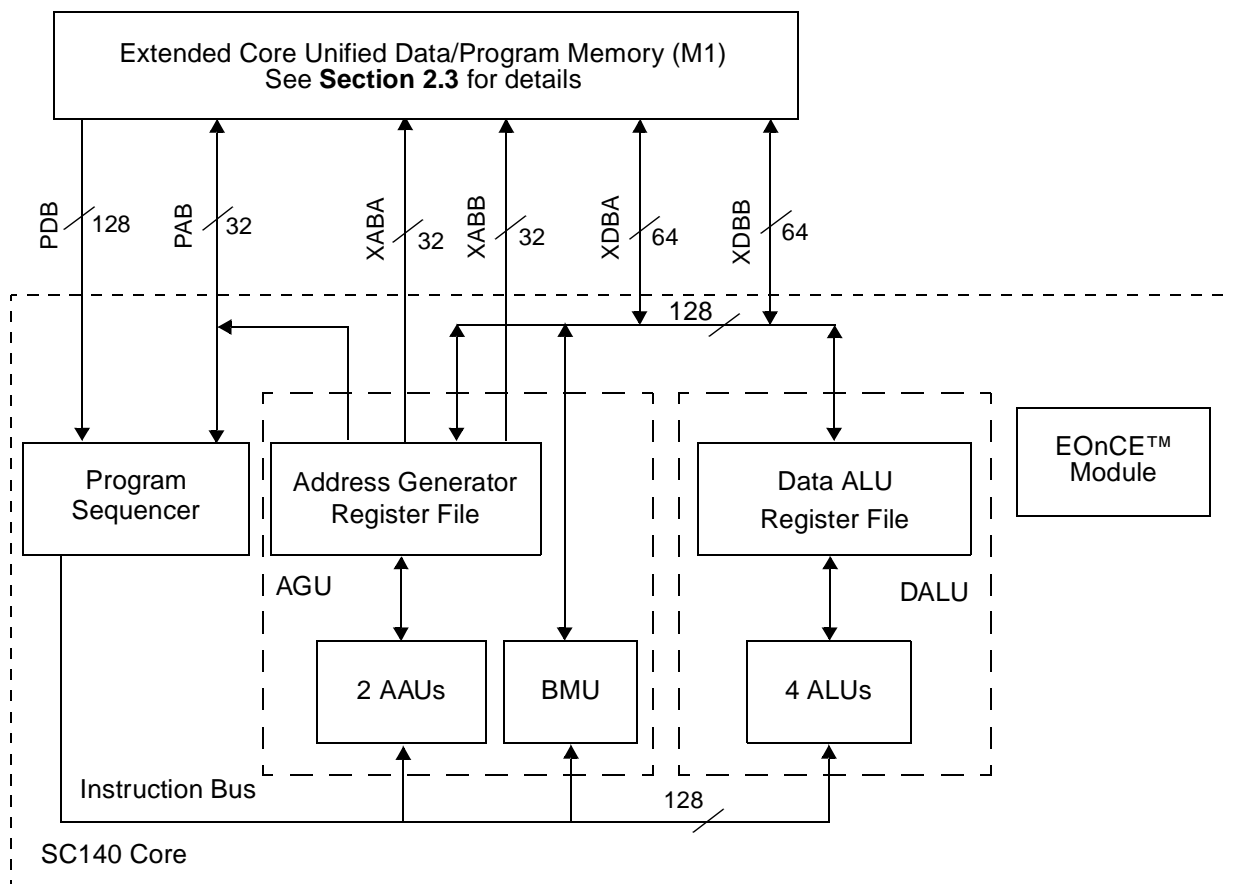 Extended Core Unified Data/Program Memory (M1)
See Section 2.3 for details
PDB
128
PAB
32
XABA
32
XABB
32
XDBA
64
XDBB
64
128
Program
Sequencer
Address Generator
Register File
Data ALU
Register File
EOnCE™
Module
AGU
DALU
2 AAUs
BMU
4 ALUs
Instruction Bus
128
SC140 Core